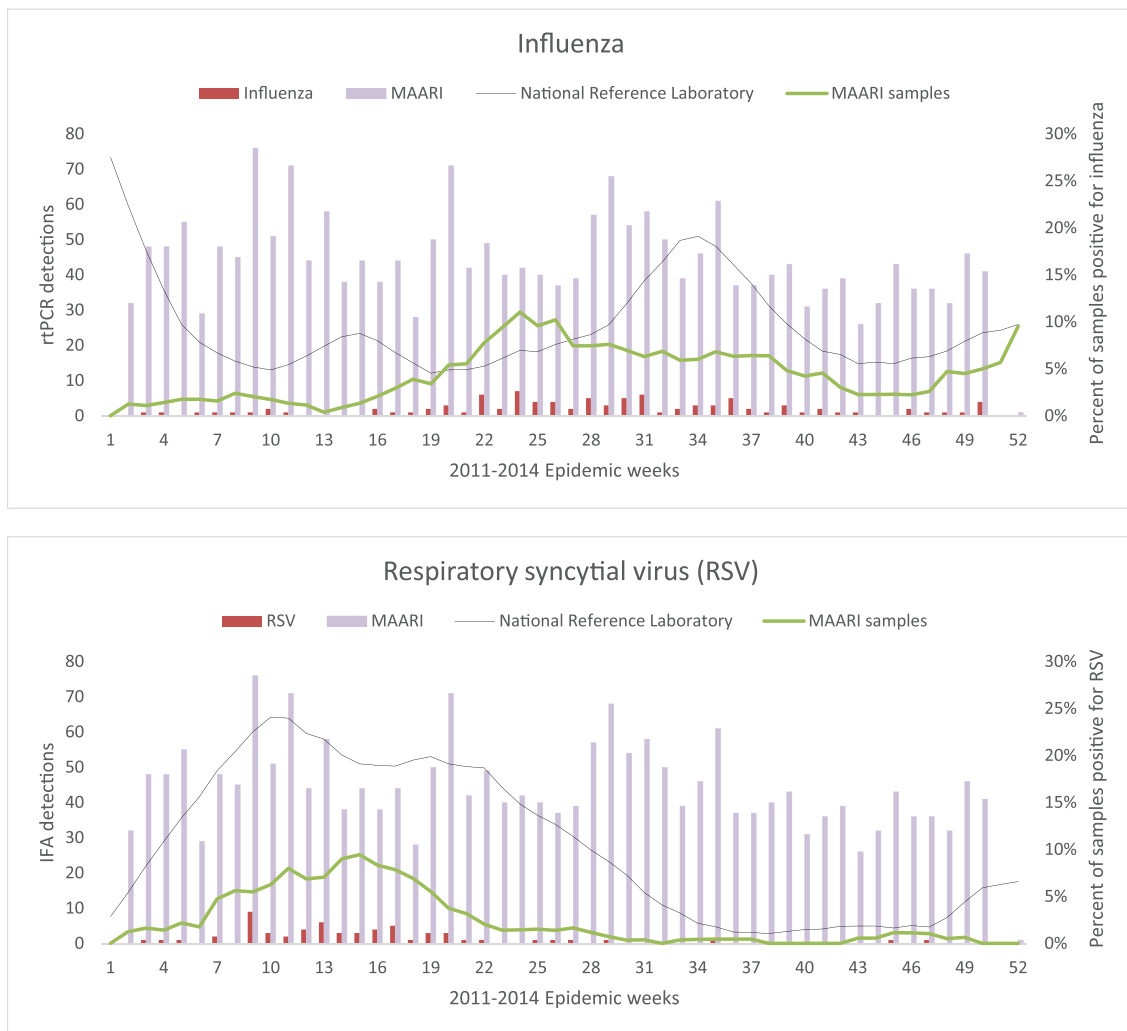 Influenza
Influenza MAARI National Reference Laboratory MAARI samples
80 30%
70 25%
60 20%
50
40 15%
30 10%
20
10 5%
0 0%
rtPCR detections
Percent of samples positive for influenza
1 4 7 10 13 16 19 22 25 28 31 34 37 40 43 46 49 52
2011-2014 Epidemic weeks
Respiratory syncytial virus (RSV)
RSV MAARI National Reference Laboratory MAARI samples
80 30%
70 25%
60 20%
50
40 15%
30 10%
20
10 5%
0 0%
IFA detections
Percent of samples positive for RSV
1 4 7 10 13 16 19 22 25 28 31 34 37 40 43 46 49 52
2011-2014 Epidemic weeks